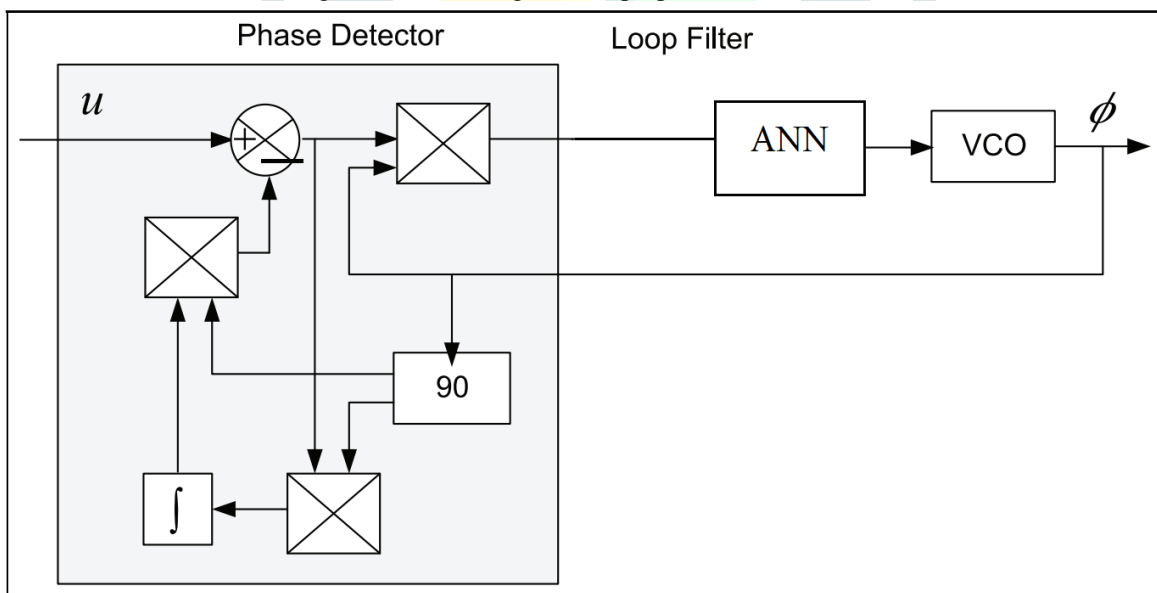 Phase Detector
Loop Filter
u
+
−
ANN
VCO
ϕ
90
∫